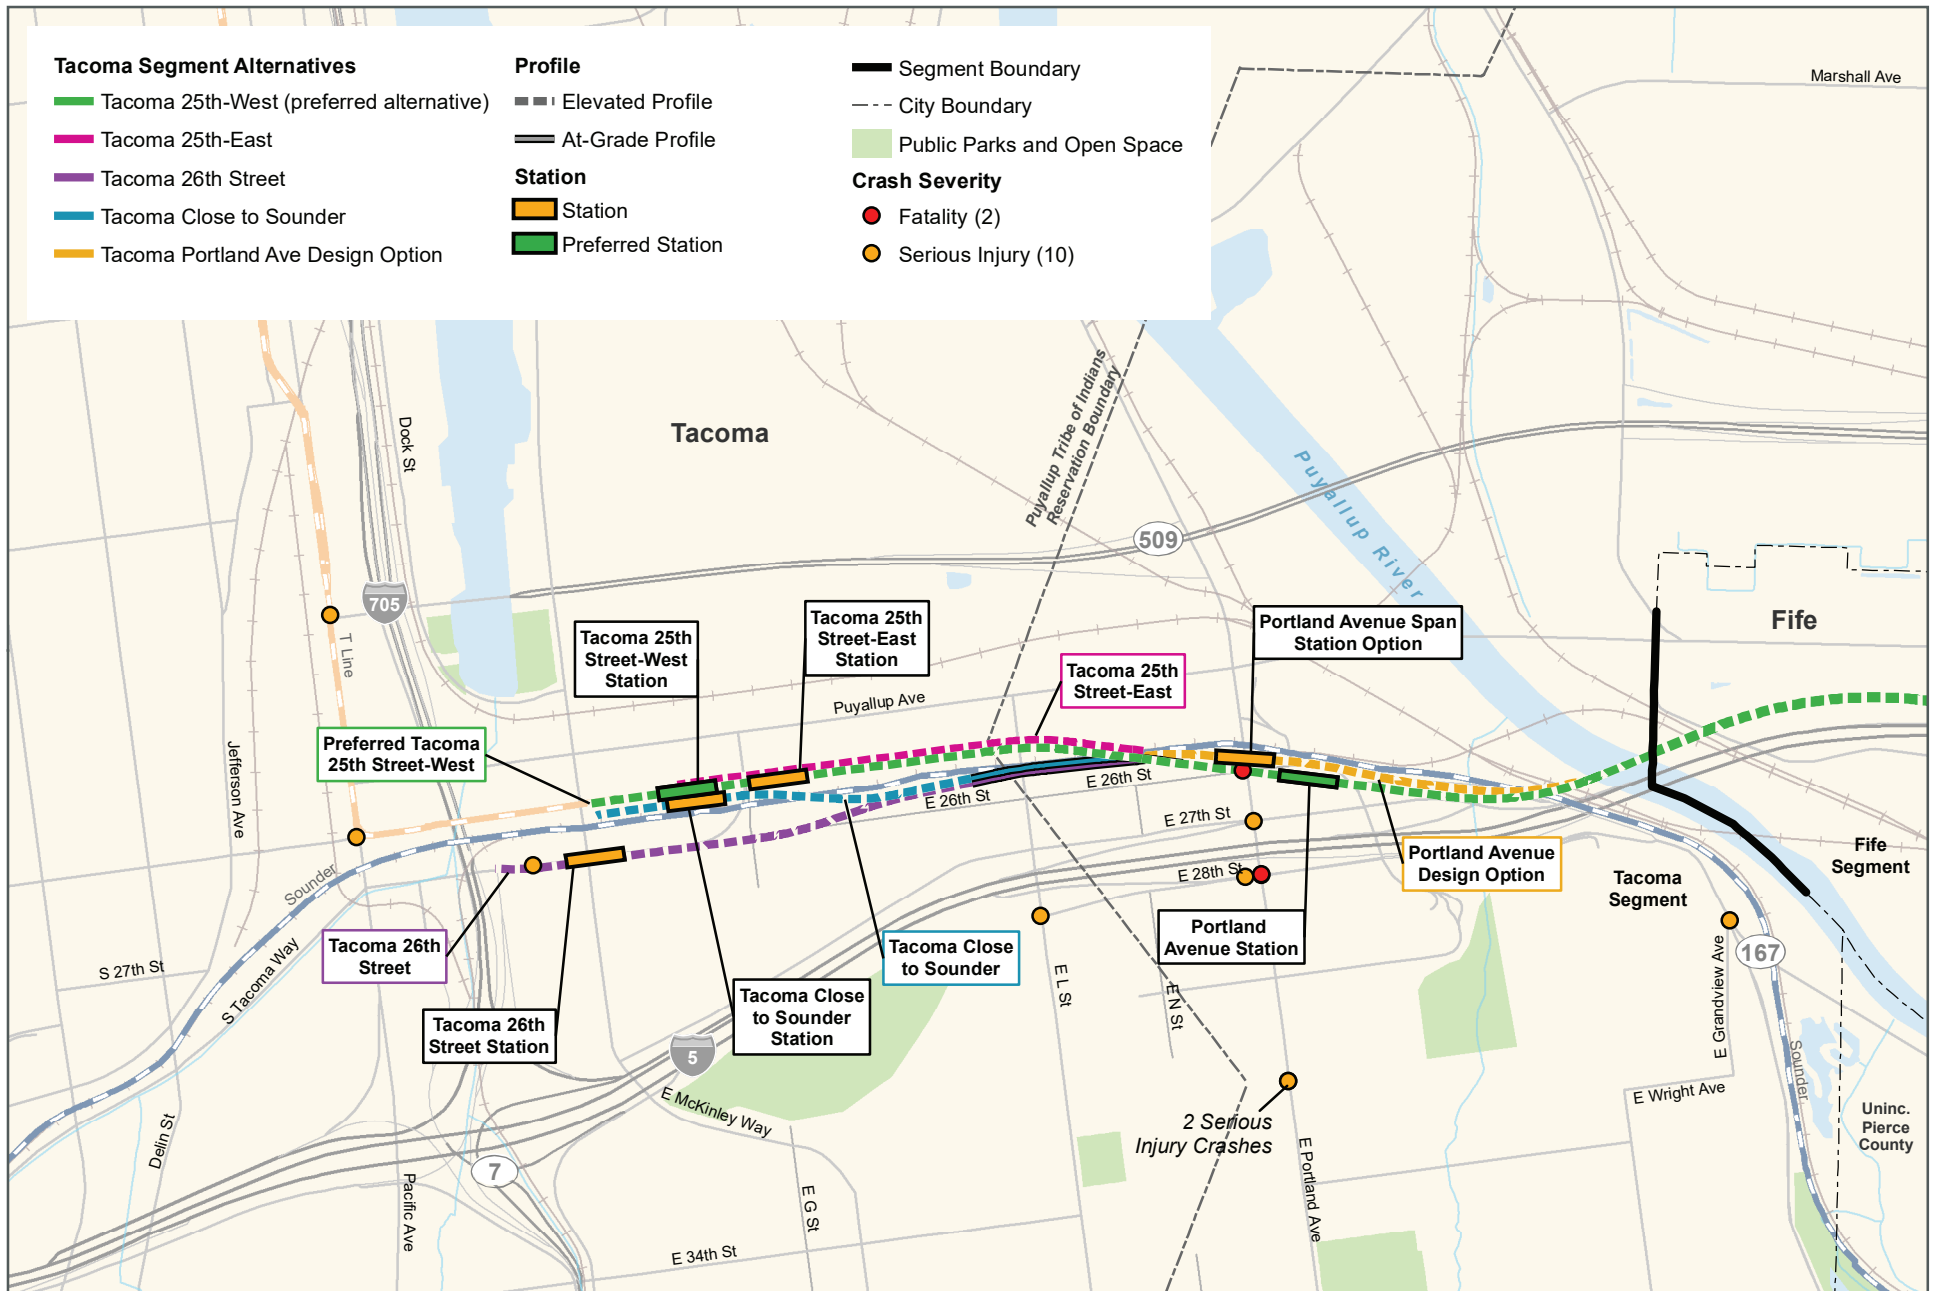 Tacoma Segment Alternatives
Tacoma 25th-West (preferred alternative)
Tacoma 25th-East
Tacoma 26th Street
Tacoma Close to Sounder
Tacoma Portland Ave Design Option
Profile
Elevated Profile
At-Grade Profile
Station
Station
Preferred Station
Segment Boundary
City Boundary
Public Parks and Open Space
Crash Severity
Fatality (2)
Serious Injury (10)
Marshall Ave
Puyallup Tribe of Indians
Reservation Boundary
Dock St
Tacoma
509
Puyallup River
705
T Line
Fife
Tacoma 25th
Street-West
Station
Tacoma 25th
Street-East
Station
Portland Avenue Span
Station Option
Tacoma 25th
Street-East
Puyallup Ave
Preferred Tacoma
25th Street-West
Jefferson Ave
E 26th St
E 26th St
E 27th St
E 28th St
Portland Avenue
Design Option
Fife
Segment
Tacoma
Segment
Sounder
S Tacoma Way
S 27th St
Tacoma 26th
Street
Tacoma 26th
Street Station
Tacoma Close
to Sounder
Station
Tacoma Close
to Sounder
Portland
Avenue Station
E L St
E N St
E Grandview Ave
167
Sounder
5
E McKinley Way
E Wright Ave
2 Serious
Injury Crashes
Uninc.
Pierce
County
Delin St
7
Pacific Ave
E G St
E Portland Ave
E 34th St